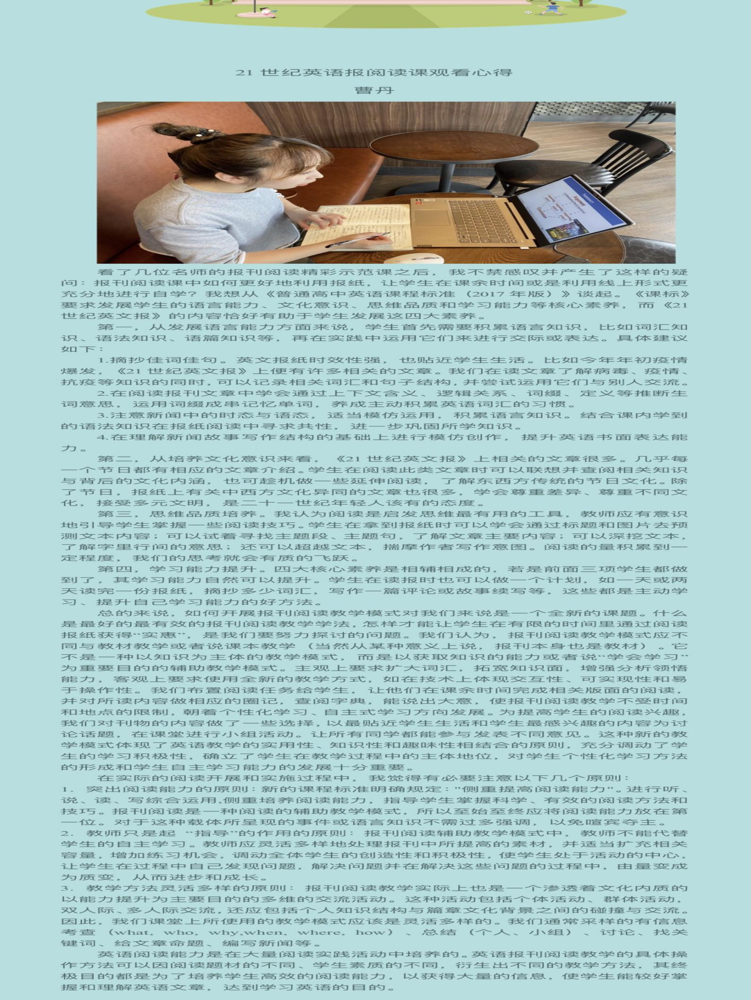 21 世纪英语报阅读课观看心得
曹丹
Summary
Argument
Conclusion
看了几位名师的报刊阅读精彩示范课之后，我不禁感叹并产生了这样的疑
问：报刊阅读课中如何更好地利用报纸，让学生在课余时间或是利用线上形式更
充分地进行自学？我想从《普通高中英语课程标准（2017 年版）》谈起。《课标》
要求发展学生的语言能力、文化意识、思维品质和学习能力等核心素养，而《21
世纪英文报》的内容恰好有助于学生发展这四大素养。
第一，从发展语言能力方面来说，学生首先需要积累语言知识，比如词汇知
识、语法知识、语篇知识等，再在实践中运用它们来进行交际或表达。具体建议
如下：
1.摘抄佳词佳句。英文报纸时效性强，也贴近学生生活。比如今年年初疫情
爆发，《21 世纪英文报》上便有许多相关的文章。我们在读文章了解病毒、疫情、
抗疫等知识的同时，可以记录相关词汇和句子结构，并尝试运用它们与别人交流。
2.在阅读报刊文章中学会通过上下文含义、逻辑关系、词缀、定义等推断生
词意思，运用词缀成串记忆单词，养成主动积累英语词汇的习惯。
3.注意新闻中的时态与语态，适当模仿运用，积累语言知识。结合课内学到
的语法知识在报纸阅读中寻求共性，进一步巩固所学知识。
4.在理解新闻故事写作结构的基础上进行模仿创作，提升英语书面表达能
力。
第二，从培养文化意识来看，《21 世纪英文报》上相关的文章很多。几乎每
一个节日都有相应的文章介绍。学生在阅读此类文章时可以联想并查阅相关知识
与背后的文化内涵，也可趁机做一些延伸阅读，了解东西方传统的节日文化。除
了节日，报纸上有关中西方文化异同的文章也很多，学会尊重差异、尊重不同文
化，接受多元文明，是二十一世纪年轻人该有的态度。
第三，思维品质培养。我认为阅读是启发思维最有用的工具，教师应有意识
地引导学生掌握一些阅读技巧。学生在拿到报纸时可以学会通过标题和图片去预
测文本内容；可以试着寻找主题段、主题句，了解文章主要内容；可以深挖文本，
了解字里行间的意思；还可以超越文本，揣摩作者写作意图。阅读的量积累到一
定程度，我们的思考就会有质的飞跃。
第四，学习能力提升。四大核心素养是相辅相成的，若是前面三项学生都做
到了，其学习能力自然可以提升。学生在读报时也可以做一个计划，如一天或两
天读完一份报纸，摘抄多少词汇，写作一篇评论或故事续写等，这些都是主动学
习、提升自己学习能力的好方法。
总的来说，如何开展报刊阅读教学模式对我们来说是一个全新的课题。什么
是最好的最有效的报刊阅读教学学法，怎样才能让学生在有限的时间里通过阅读
报纸获得“实惠”，是我们要努力探讨的问题。我们认为，报刊阅读教学模式应不
同与教材教学或者说课本教学（当然从某种意义上说，报刊本身也是教材）。它
不是一种以知识为主体的教学模式，而是以获取知识的能力或者说“学会学习”
为重要目的的辅助教学模式。主观上要求扩大词汇，拓宽知识面，增强分析领悟
能力，客观上要求使用全新的教学方式，如在技术上体现交互性、可实现性和易
于操作性。我们布置阅读任务给学生，让他们在课余时间完成相关版面的阅读，
并对所读内容做相应的圈记，查阅字典，能说出大意，使报刊阅读教学不受时间
和地点的限制，朝着个性化学习、自主式学习方向发展。为提高学生的阅读兴趣，
我们对刊物的内容做了一些选择，以最贴近学生生活和学生最感兴趣的内容为讨
论话题，在课堂进行小组活动。让所有同学都能参与发表不同意见。这种新的教
学模式体现了英语教学的实用性、知识性和趣味性相结合的原则，充分调动了学
生的学习积极性，确立了学生在教学过程中的主体地位，对学生个性化学习方法
的形成和学生自主学习能力的发展十分重要。
在实际的阅读开展和实施过程中，我觉得有必要注意以下几个原则：
1. 突出阅读能力的原则：新的课程标准明确规定："侧重提高阅读能力"。进行听、
说、读、写综合运用,侧重培养阅读能力，指导学生掌握科学、有效的阅读方法和
技巧。报刊阅读是一种阅读的辅助教学模式，所以至始至终应将阅读能力放在第
一位。对于这种载体所呈现的事件或语言知识不需过多强调，以免喧宾夺主。
2. 教师只是起 “指导”的作用的原则：报刊阅读辅助教学模式中，教师不能代替
学生的自主学习。教师应灵活多样地处理报刊中所提高的素材，并适当扩充相关
容量，增加练习机会，调动全体学生的创造性和积极性，使学生处于活动的中心，
让学生在过程中自己发现问题，解决问题并在解决这些问题的过程中，由量变成
为质变，从而进步和成长。
3. 教学方法灵活多样的原则：报刊阅读教学实际上也是一个渗透着文化内质的
以能力提升为主要目的的多维的交流活动。这种活动包括个体活动、群体活动，
双人际、多人际交流，还应包括个人知识结构与篇章文化背景之间的碰撞与交流。
因此，我们课堂上所使用的教学模式应该是灵活多样的。我们通常采样的有信息
考查（what, who, why,when, where, how）、总结（个人、小组）、讨论、找关
键词、给文章命题、编写新闻等。
英语阅读能力是在大量阅读实践活动中培养的。英语报刊阅读教学的具体操
作方法可以因阅读题材的不同、学生素质的不同，衍生出不同的教学方法，其终
极目的都是为了培养学生高效的阅读能力，以获得大量的信息，使学生能较好掌
握和理解英语文章，达到学习英语的目的。